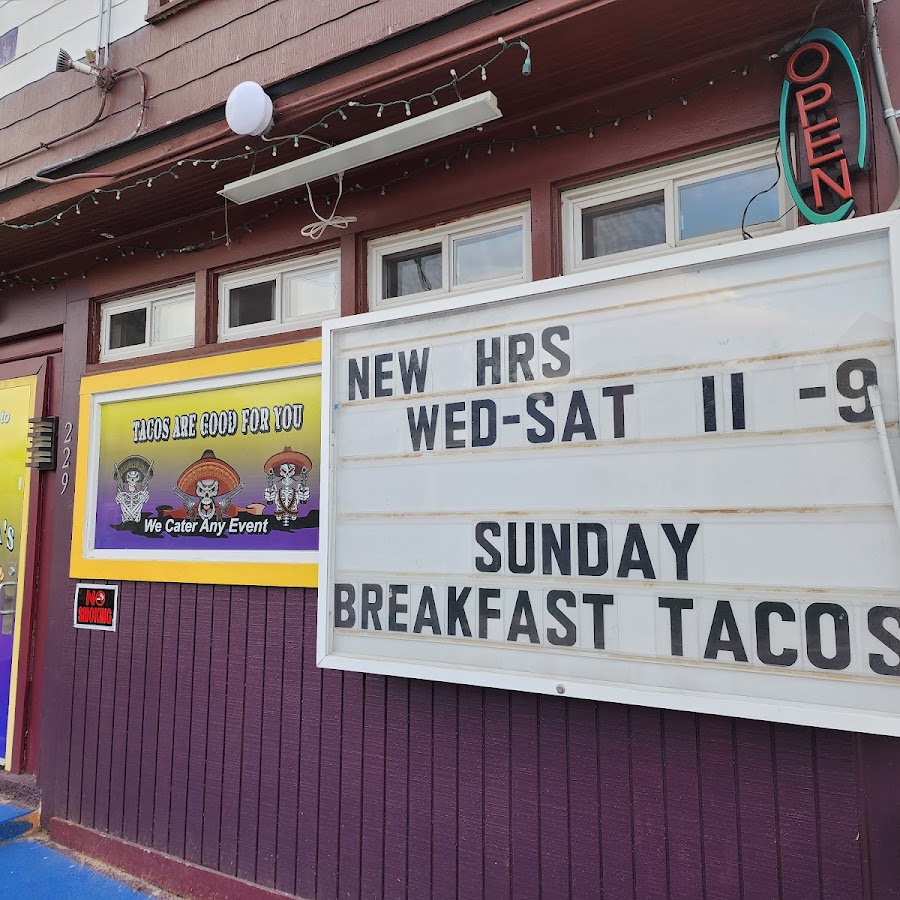 OPEN
NEW HRS
WED-SAT 11-9
SUNDAY
BREAKFAST TACOS
TACOS ARE GOOD FOR YOU
We Cater Any Event
229
NO
SMOKING
to
'S